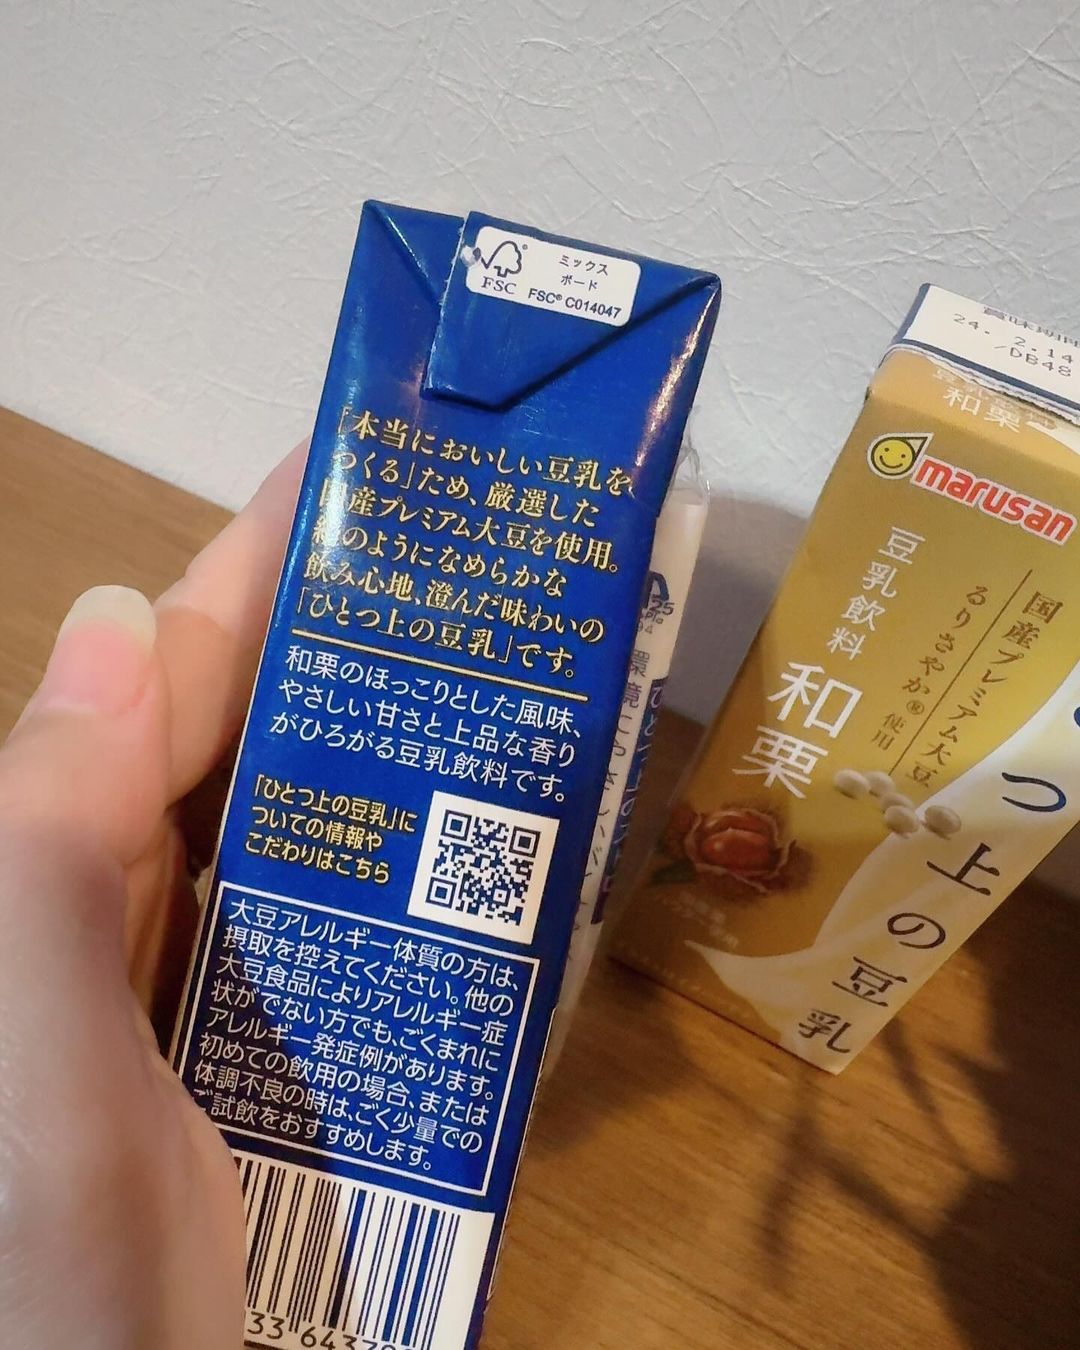 ミックス
ボード
FSC
FSC® C014047
「本当においしい豆乳を
つくる」ため、厳選した
国産プレミアム大豆を使用。
絹のようになめらかな
飲み心地、澄んだ味わいの
「ひとつ上の豆乳」です。
和栗のほっこりとした風味、
やさしい甘さと上品な香り
がひろがる豆乳飲料です。
「ひとつ上の豆乳」に
ついての情報や
こだわりはこちら
大豆アレルギー体質の方は、
摂取を控えてください。他の
大豆食品によりアレルギー症
状がでない方でも、ごくまれに
アレルギー発症例があります。
初めての飲用の場合、または
体調不良の時は、ごく少量での
ご試飲をおすすめします。
33 643
賞味期限
24. 2.14
/DB48
和栗
marusan
国産プレミアム大豆
るりさやか®使用
豆乳飲料
和栗
つ上の豆乳